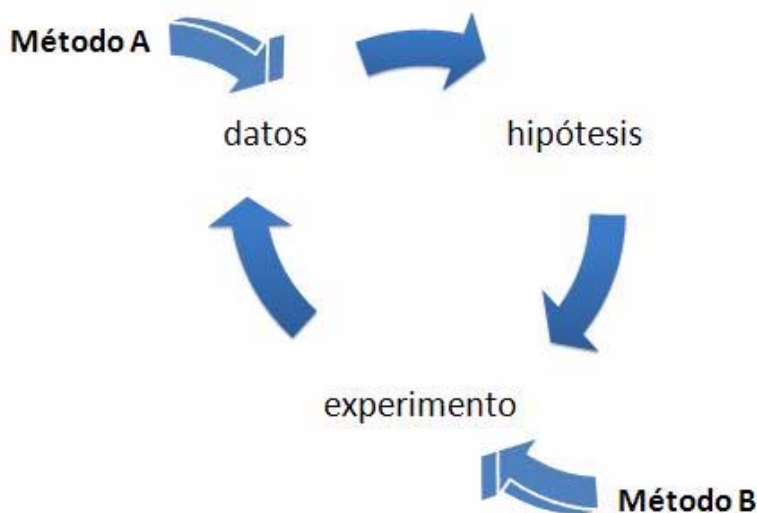 Método A
datos
hipótesis
experimento
Método B